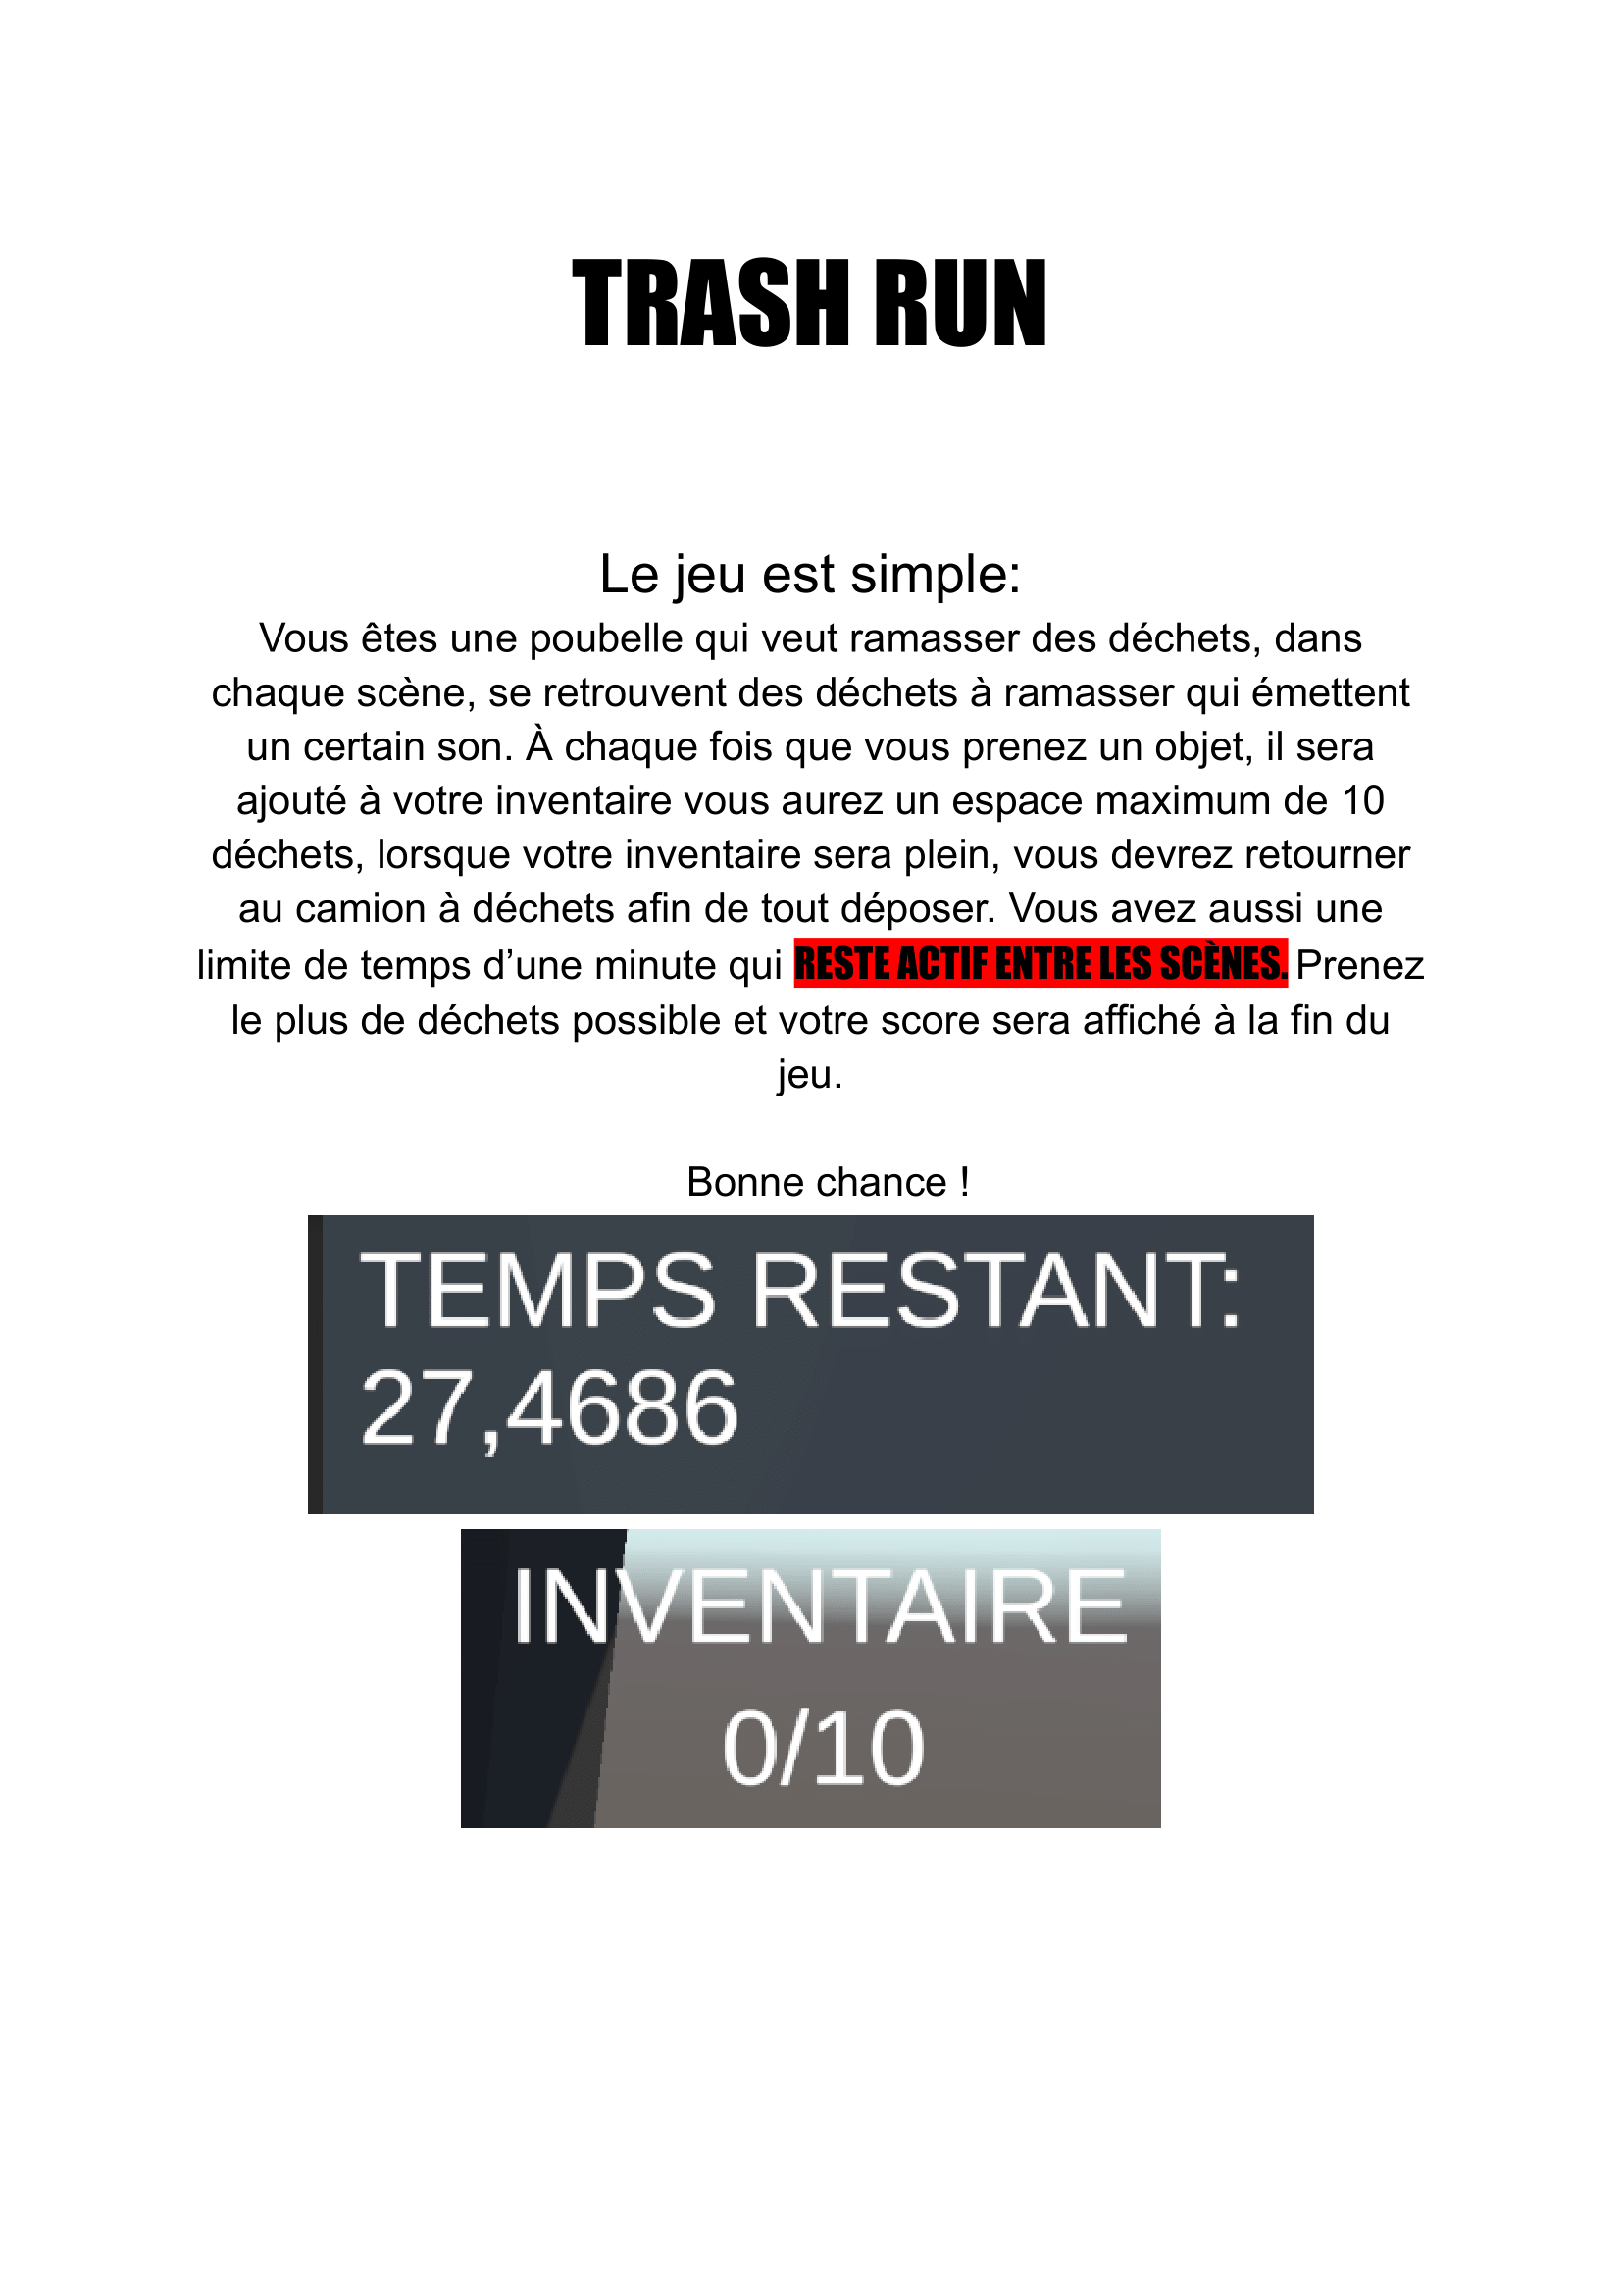 TRASH RUN
Le jeu est simple:
Vous êtes une poubelle qui veut ramasser des déchets, dans
chaque scène, se retrouvent des déchets à ramasser qui émettent
un certain son. À chaque fois que vous prenez un objet, il sera
ajouté à votre inventaire vous aurez un espace maximum de 10
déchets, lorsque votre inventaire sera plein, vous devrez retourner
au camion à déchets afin de tout déposer. Vous avez aussi une
limite de temps d’une minute qui RESTE ACTIF ENTRE LES SCÈNES. Prenez
le plus de déchets possible et votre score sera affiché à la fin du
jeu.
Bonne chance !
TEMPS RESTANT:
27,4686
INVENTAIRE
0/10